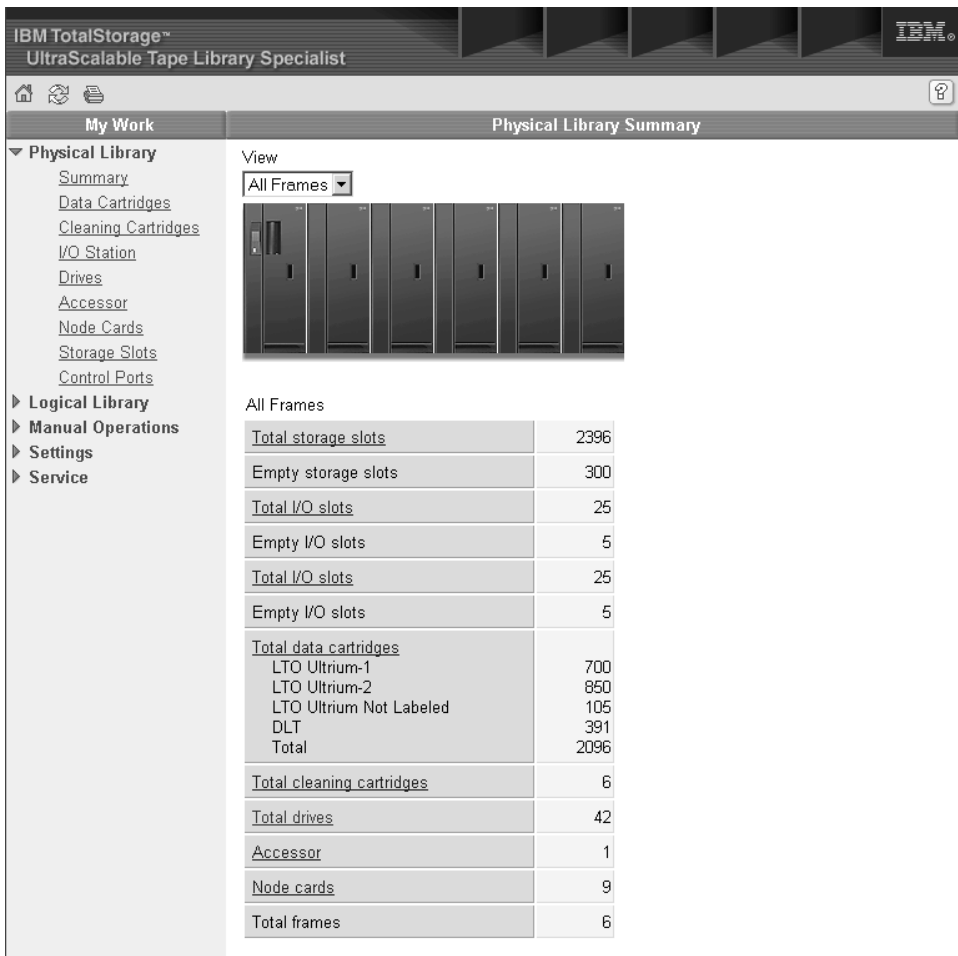 IBM TotalStorage™
UltraScalable Tape Library Specialist
IBM®
My Work
Physical Library Summary
Physical Library
Summary
Data Cartridges
Cleaning Cartridges
I/O Station
Drives
Accessor
Node Cards
Storage Slots
Control Ports
Logical Library
Manual Operations
Settings
Service
View
All Frames
All Frames
Total storage slots 2396
Empty storage slots 300
Total I/O slots 25
Empty I/O slots 5
Total I/O slots 25
Empty I/O slots 5
Total data cartridges
LTO Ultrium-1 700
LTO Ultrium-2 850
LTO Ultrium Not Labeled 105
DLT 391
Total 2096
Total cleaning cartridges 6
Total drives 42
Accessor 1
Node cards 9
Total frames 6